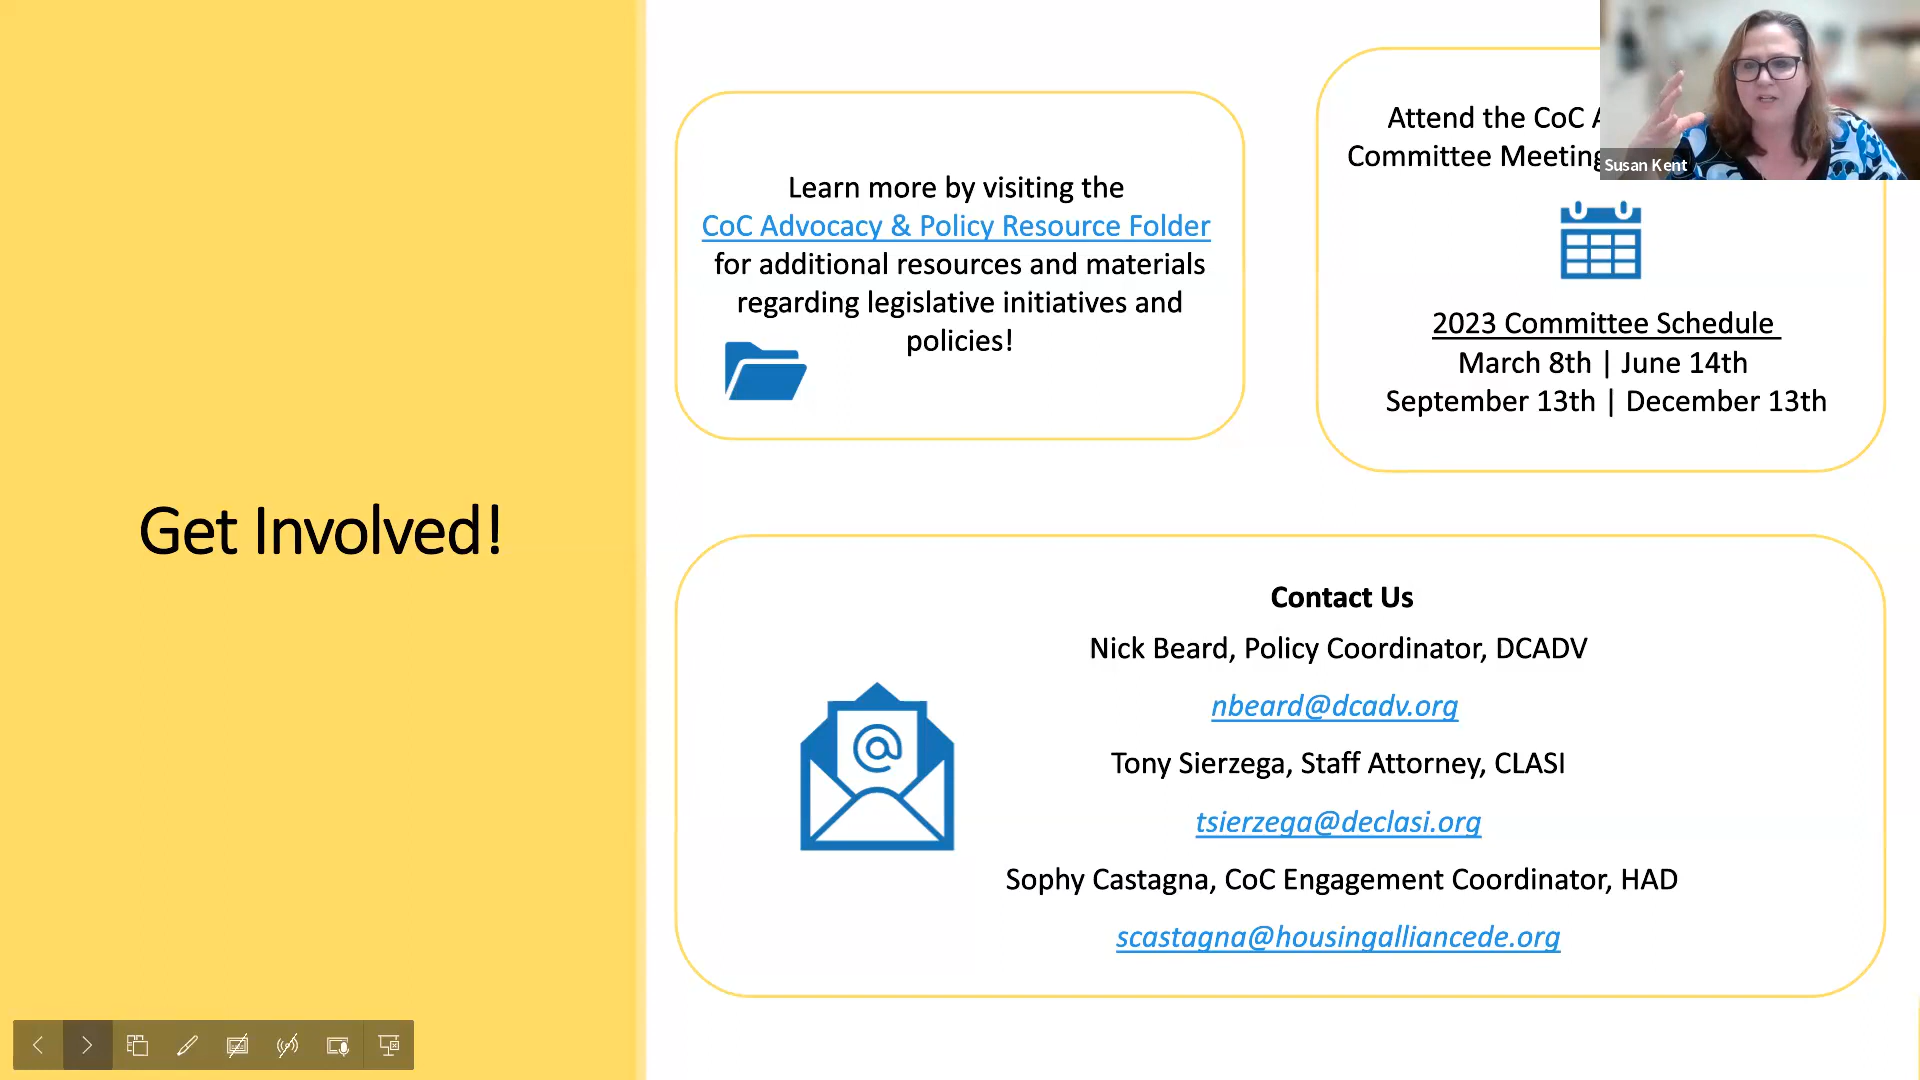 Get Involved!
Learn more by visiting the
CoC Advocacy & Policy Resource Folder
for additional resources and materials
regarding legislative initiatives and
policies!
Attend the CoC
Committee Meeting
Susan Kent
2023 Committee Schedule
March 8th | June 14th
September 13th | December 13th
Contact Us
Nick Beard, Policy Coordinator, DCADV
nbeard@dcadv.org
Tony Sierzega, Staff Attorney, CLASI
tsierzega@declasi.org
Sophy Castagna, CoC Engagement Coordinator, HAD
scastagna@housingalliancede.org